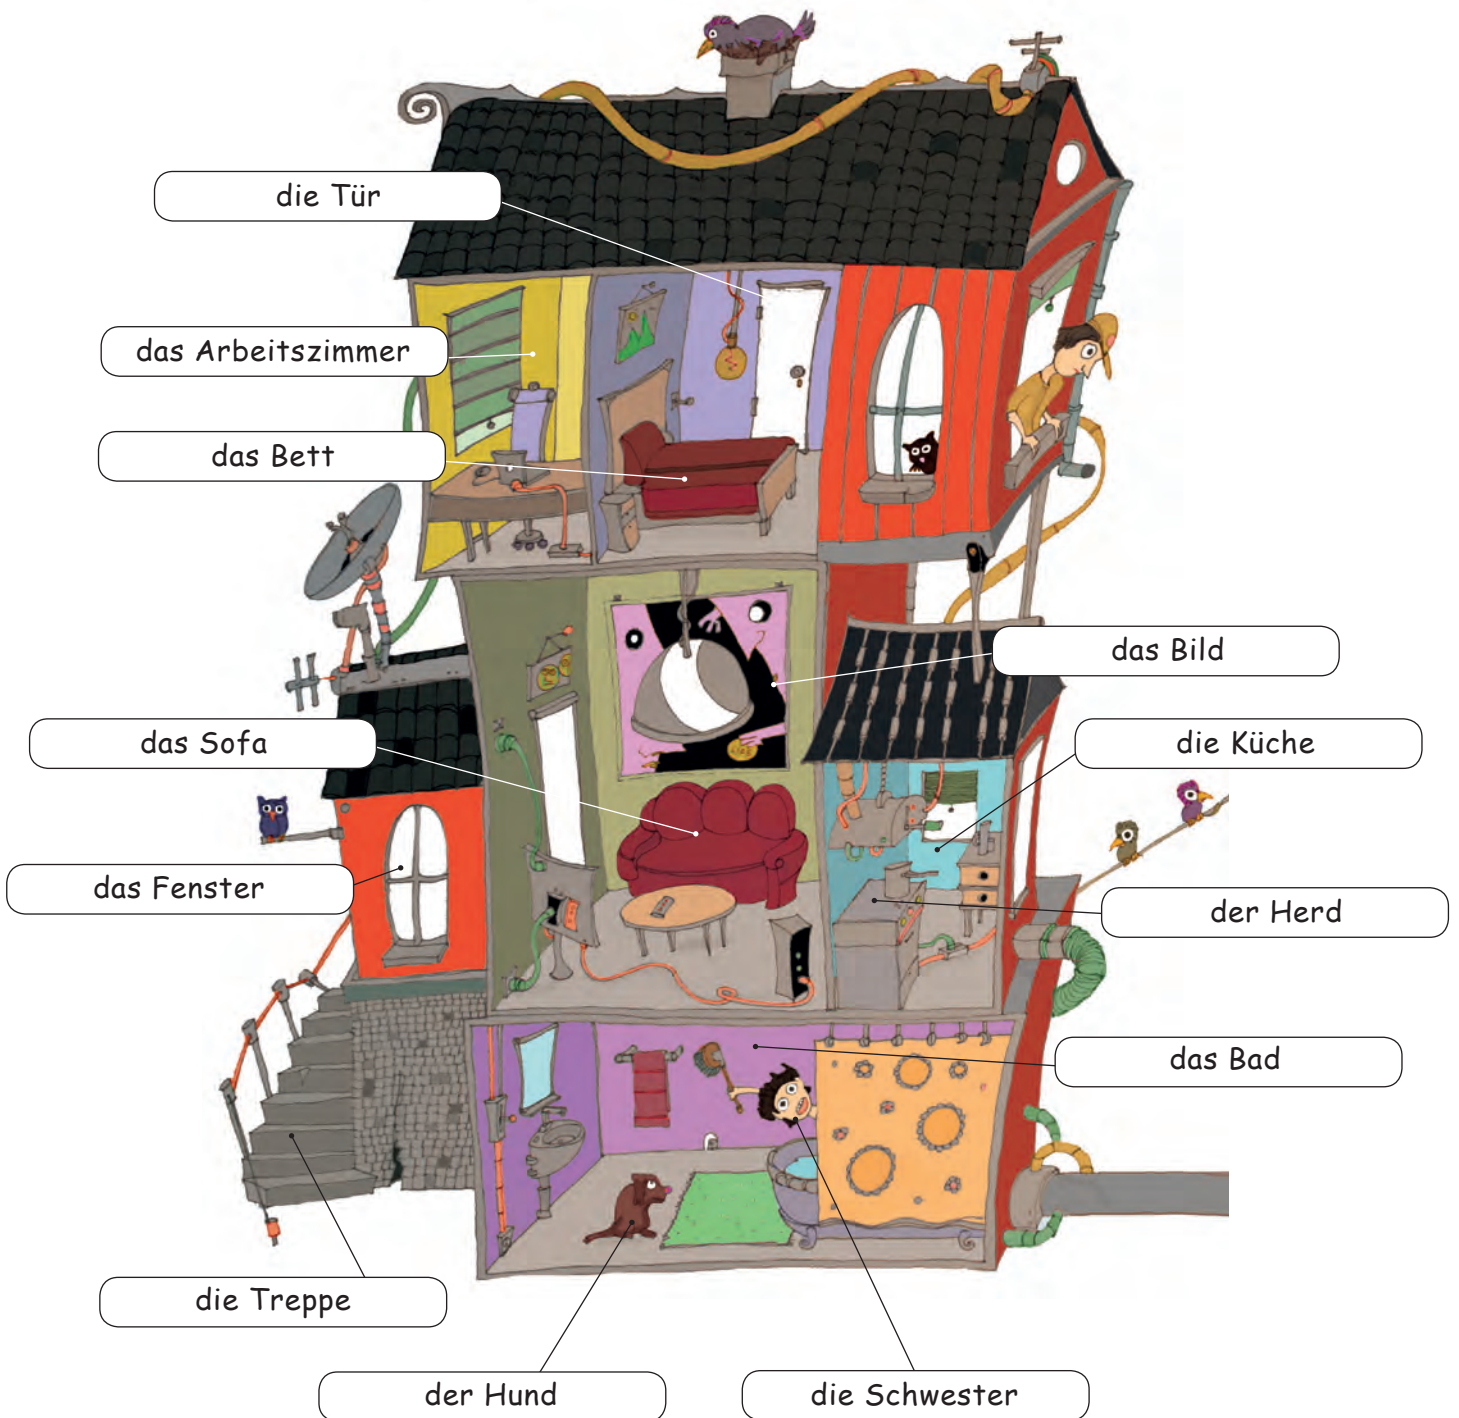 die Tür
das Arbeitszimmer
das Bett
das Bild
das Sofa
die Küche
das Fenster
der Herd
das Bad
die Treppe
der Hund
die Schwester